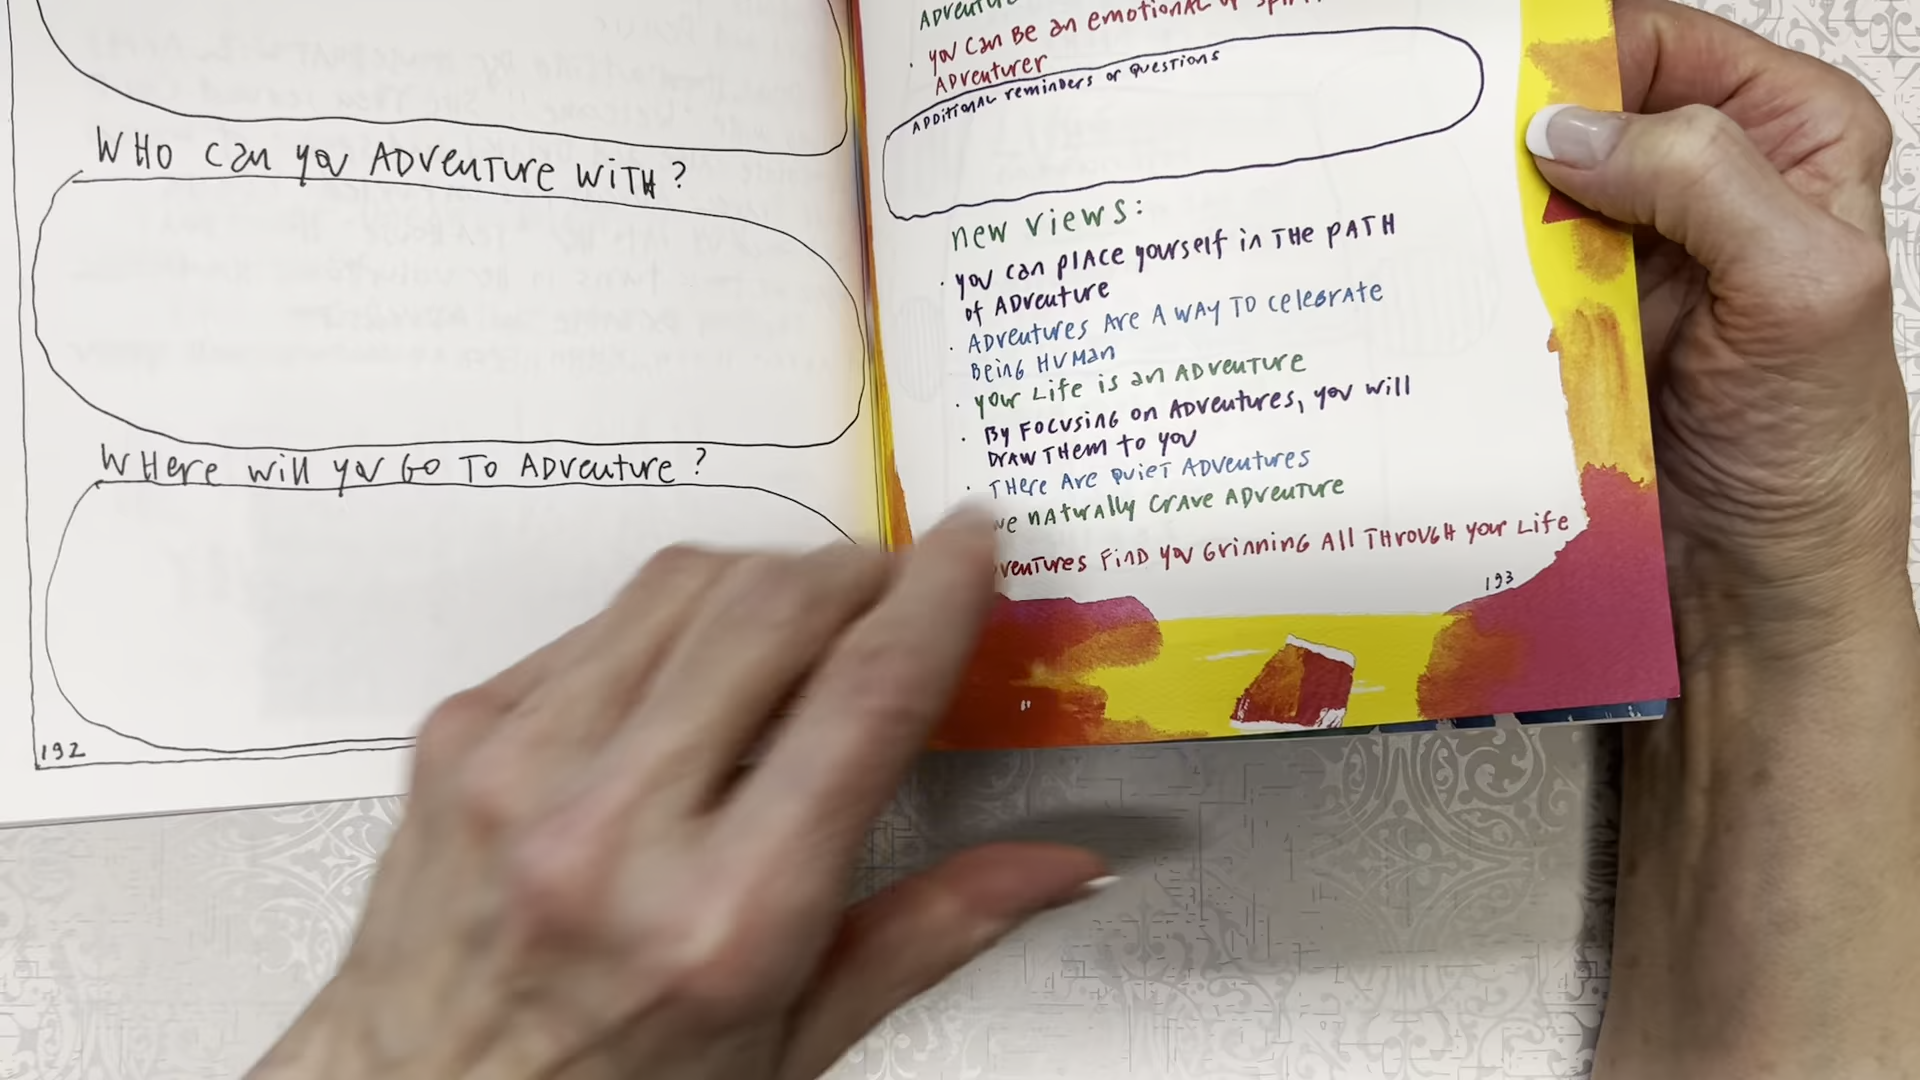 WHO can you ADVenTURE WITH?
WHere will you Go To ADVenture?
192
· you can Be an emotionAL
ADVenturer
ADDitionAL reminders or Questions
new views:
· you can plAce yourself in THe pATH
of ADVenture
· ADVentures Are A wAy TO celeBrAte
Being HuMan
· your Life is an ADVenTure
· By Focusing on ADVentures, you will
DrAw THem to you
· THere Are QuieT ADVentures
we nAturAlly crAve ADVenture
FinD you GrinninG All THrouGH your Life
193